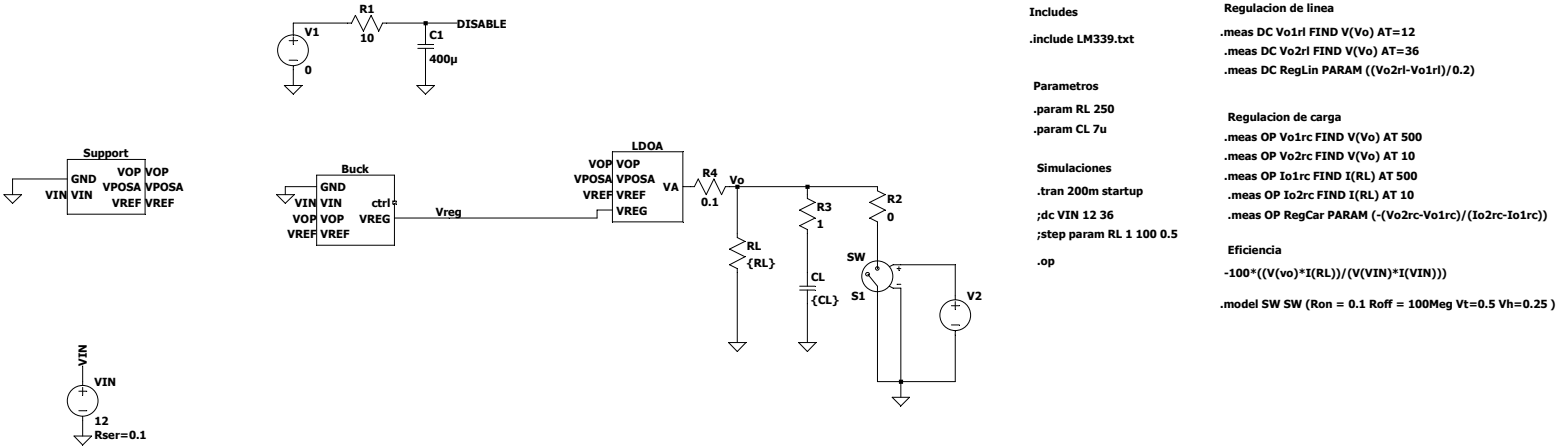 R1
10
V1
0
DISABLE
C1
400µ
Support
GND
VIN VIN
VOP VOP
VPOSA VPOSA
VREF VREF
Buck
GND
VIN VIN
VOP VOP
VREF VREF
ctrl
VREG
Vreg
LDOA
VOP VOP
VPOSA VPOSA
VREF VREF
VREG
VA
R4
0.1
Vo
RL
{RL}
R3
1
CL
{CL}
R2
0
SW
S1
V2
VIN
VIN
12
Rser=0.1
Includes
.include LM339.txt
Parametros
.param RL 250
.param CL 7u
Simulaciones
.tran 200m startup
;dc VIN 12 36
;step param RL 1 100 0.5
.op
Regulacion de linea
.meas DC Vo1rl FIND V(Vo) AT=12
.meas DC Vo2rl FIND V(Vo) AT=36
.meas DC RegLin PARAM ((Vo2rl-Vo1rl)/0.2)
Regulacion de carga
.meas OP Vo1rc FIND V(Vo) AT 500
.meas OP Vo2rc FIND V(Vo) AT 10
.meas OP Io1rc FIND I(RL) AT 500
.meas OP Io2rc FIND I(RL) AT 10
.meas OP RegCar PARAM (-(Vo2rc-Vo1rc)/(Io2rc-Io1rc))
Eficiencia
-100*((V(vo)*I(RL))/(V(VIN)*I(VIN)))
.model SW SW (Ron = 0.1 Roff = 100Meg Vt=0.5 Vh=0.25 )